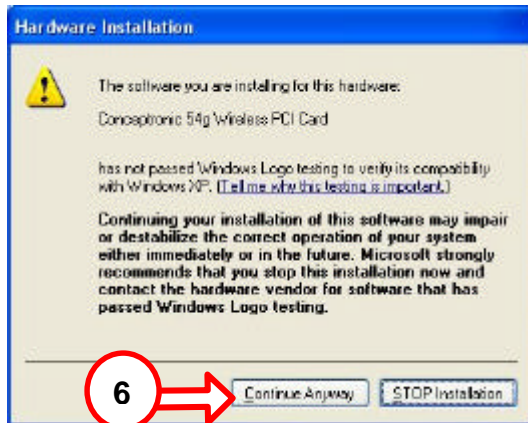 Hardware Installation
The software you are installing for this hardware:
Conceptronic 54g Wireless PCI Card
has not passed Windows Logo testing to verify its compatibility
with Windows XP. (Tell me why this testing is important.)
Continuing your installation of this software may impair
or destabilize the correct operation of your system
either immediately or in the future. Microsoft strongly
recommends that you stop this installation now and
contact the hardware vendor for software that has
passed Windows Logo testing.
6
Continue Anyway
STOP Installation